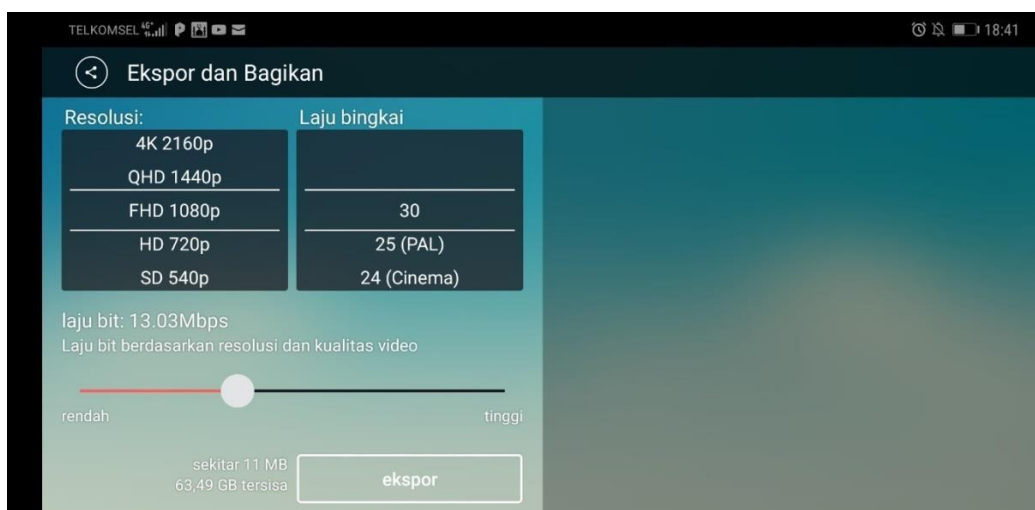 TELKOMSEL 4G+ 18:41
Ekspor dan Bagikan
Resolusi:
4K 2160p
QHD 1440p
FHD 1080p
HD 720p
SD 540p
Laju bingkai
30
25 (PAL)
24 (Cinema)
laju bit: 13.03Mbps
Laju bit berdasarkan resolusi dan kualitas video
rendah tinggi
sekitar 11 MB
63,49 GB tersisa
ekspor